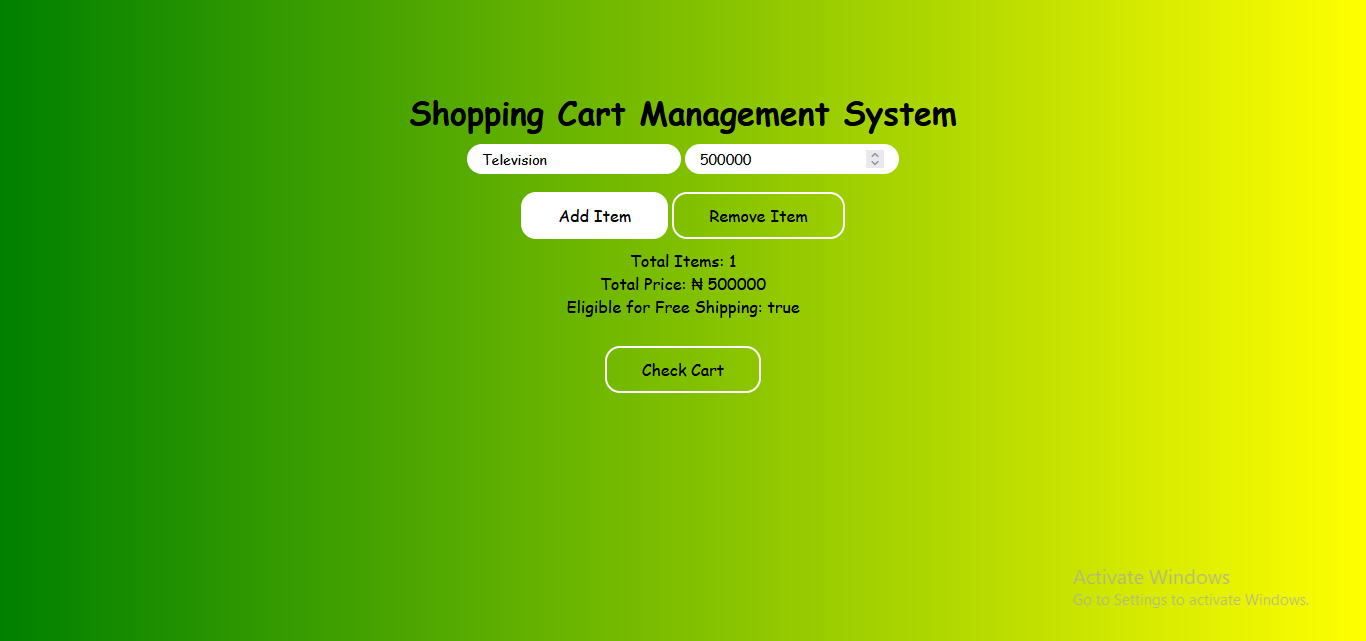 Shopping Cart Management System
Television 500000
Add Item Remove Item
Total Items: 1
Total Price: ₦ 500000
Eligible for Free Shipping: true
Check Cart
Activate Windows
Go to Settings to activate Windows.